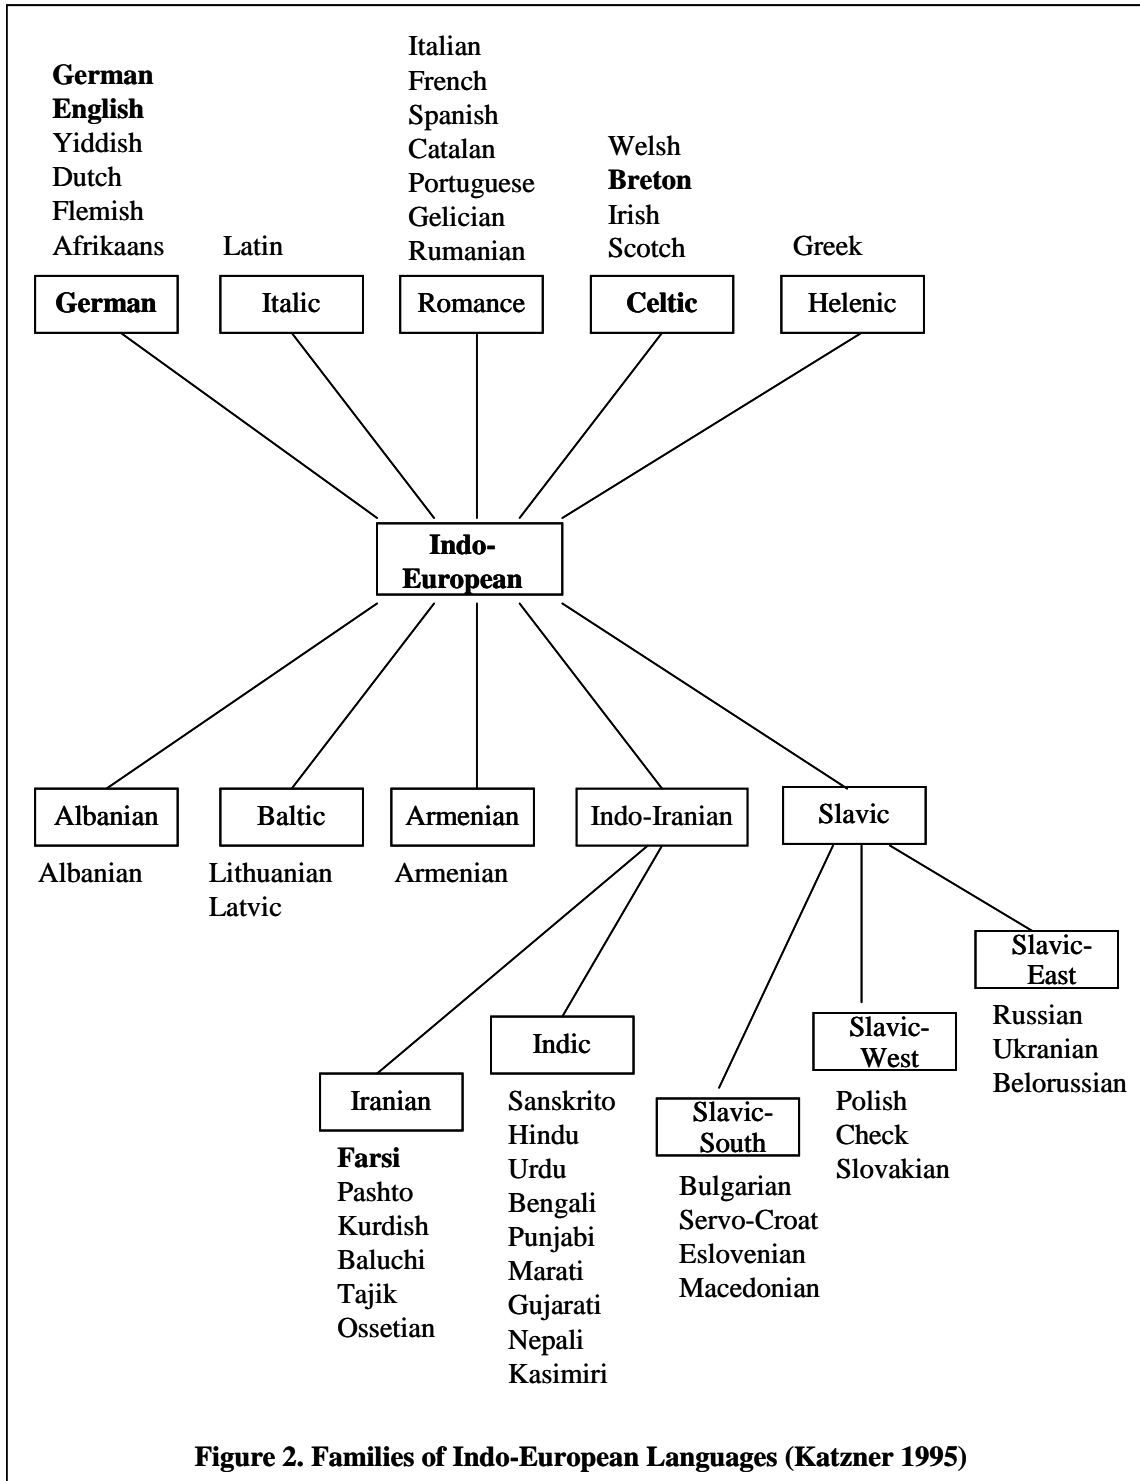 German
English
Yiddish
Dutch
Flemish
Afrikaans
Latin
Italian
French
Spanish
Catalan
Portuguese
Gelician
Rumanian
Welsh
Breton
Irish
Scotch
Greek
German
Italic
Romance
Celtic
Helenic
Indo-
European
Albanian
Baltic
Armenian
Indo-Iranian
Slavic
Albanian
Lithuanian
Latvic
Armenian
Iranian
Farsi
Pashto
Kurdish
Baluchi
Tajik
Ossetian
Indic
Sanskrito
Hindu
Urdu
Bengali
Punjabi
Marati
Gujarati
Nepali
Kasimiri
Slavic-
South
Bulgarian
Servo-Croat
Eslovenian
Macedonian
Slavic-
West
Polish
Check
Slovakian
Slavic-
East
Russian
Ukranian
Belorussian
Figure 2. Families of Indo-European Languages (Katzner 1995)